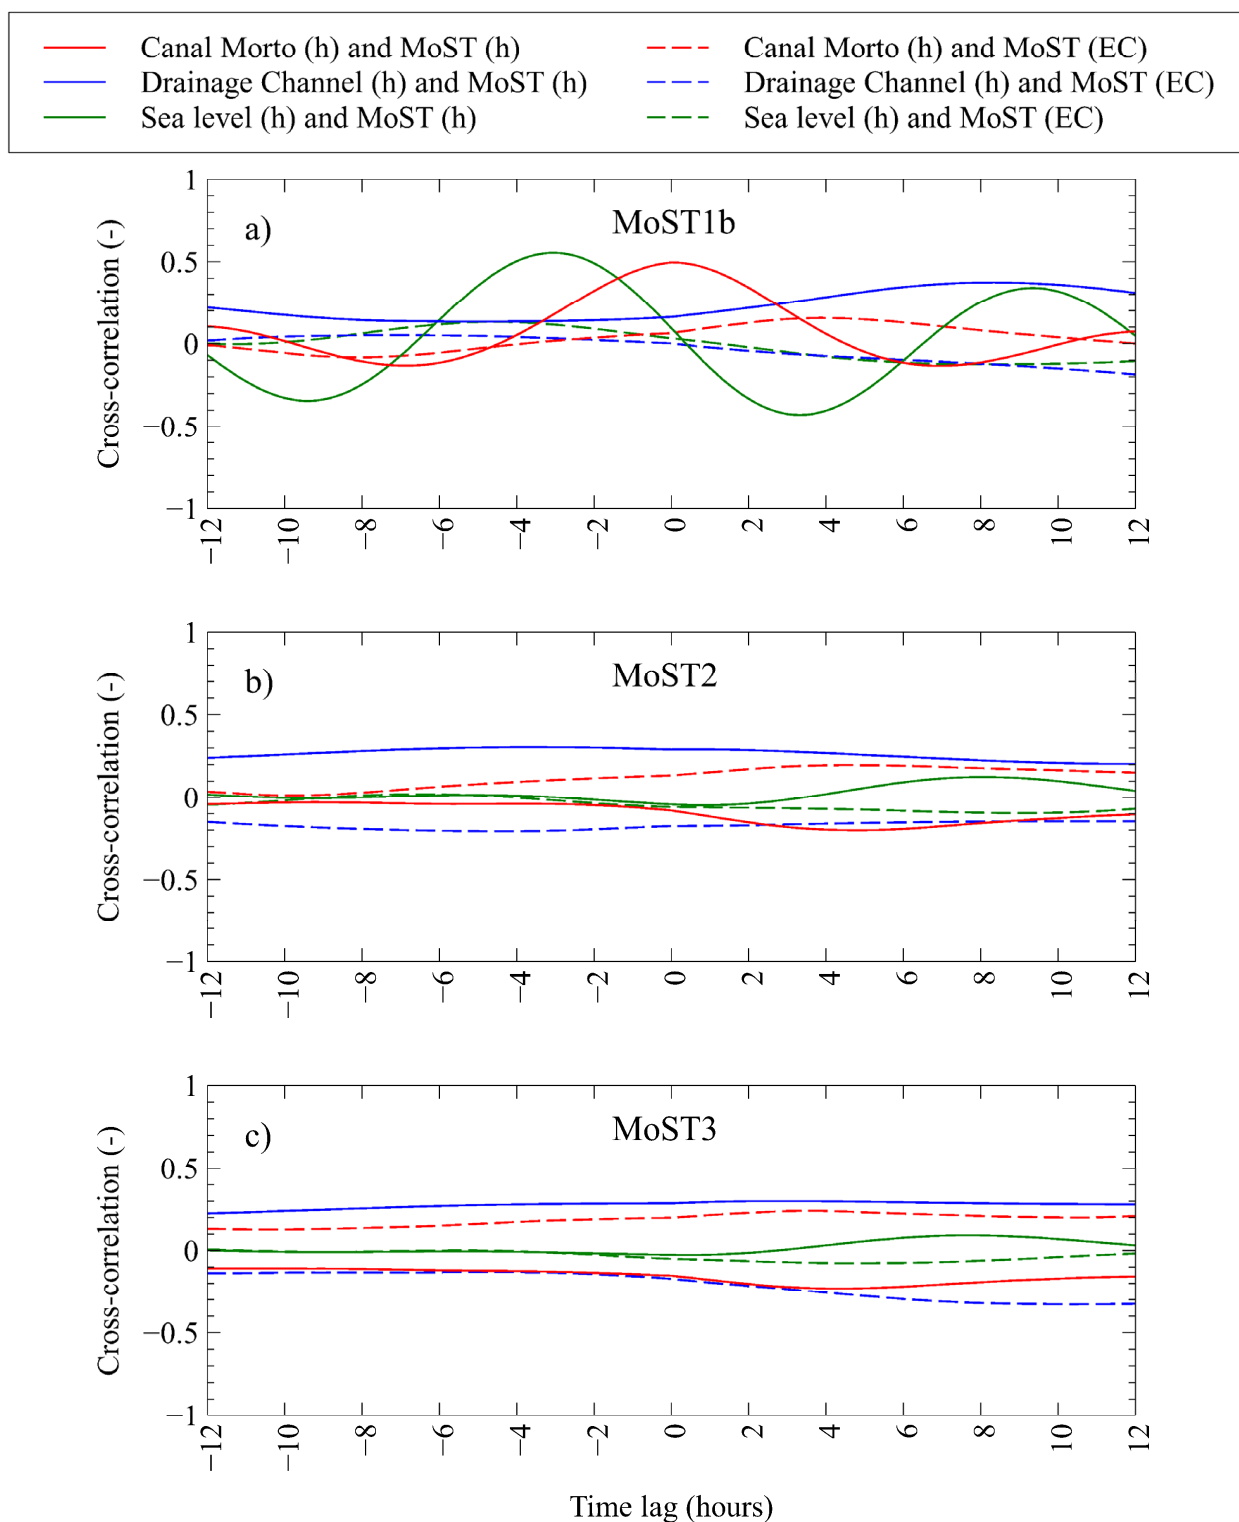 Canal Morto (h) and MoST (h)
Drainage Channel (h) and MoST (h)
Sea level (h) and MoST (h)
Canal Morto (h) and MoST (EC)
Drainage Channel (h) and MoST (EC)
Sea level (h) and MoST (EC)
a)
MoST1b
Cross-correlation (-)
1
0.5
0
−0.5
−1
−12 −10 −8 −6 −4 −2 0 2 4 6 8 10 12
b)
MoST2
Cross-correlation (-)
1
0.5
0
−0.5
−1
−12 −10 −8 −6 −4 −2 0 2 4 6 8 10 12
c)
MoST3
Cross-correlation (-)
1
0.5
0
−0.5
−1
−12 −10 −8 −6 −4 −2 0 2 4 6 8 10 12
Time lag (hours)